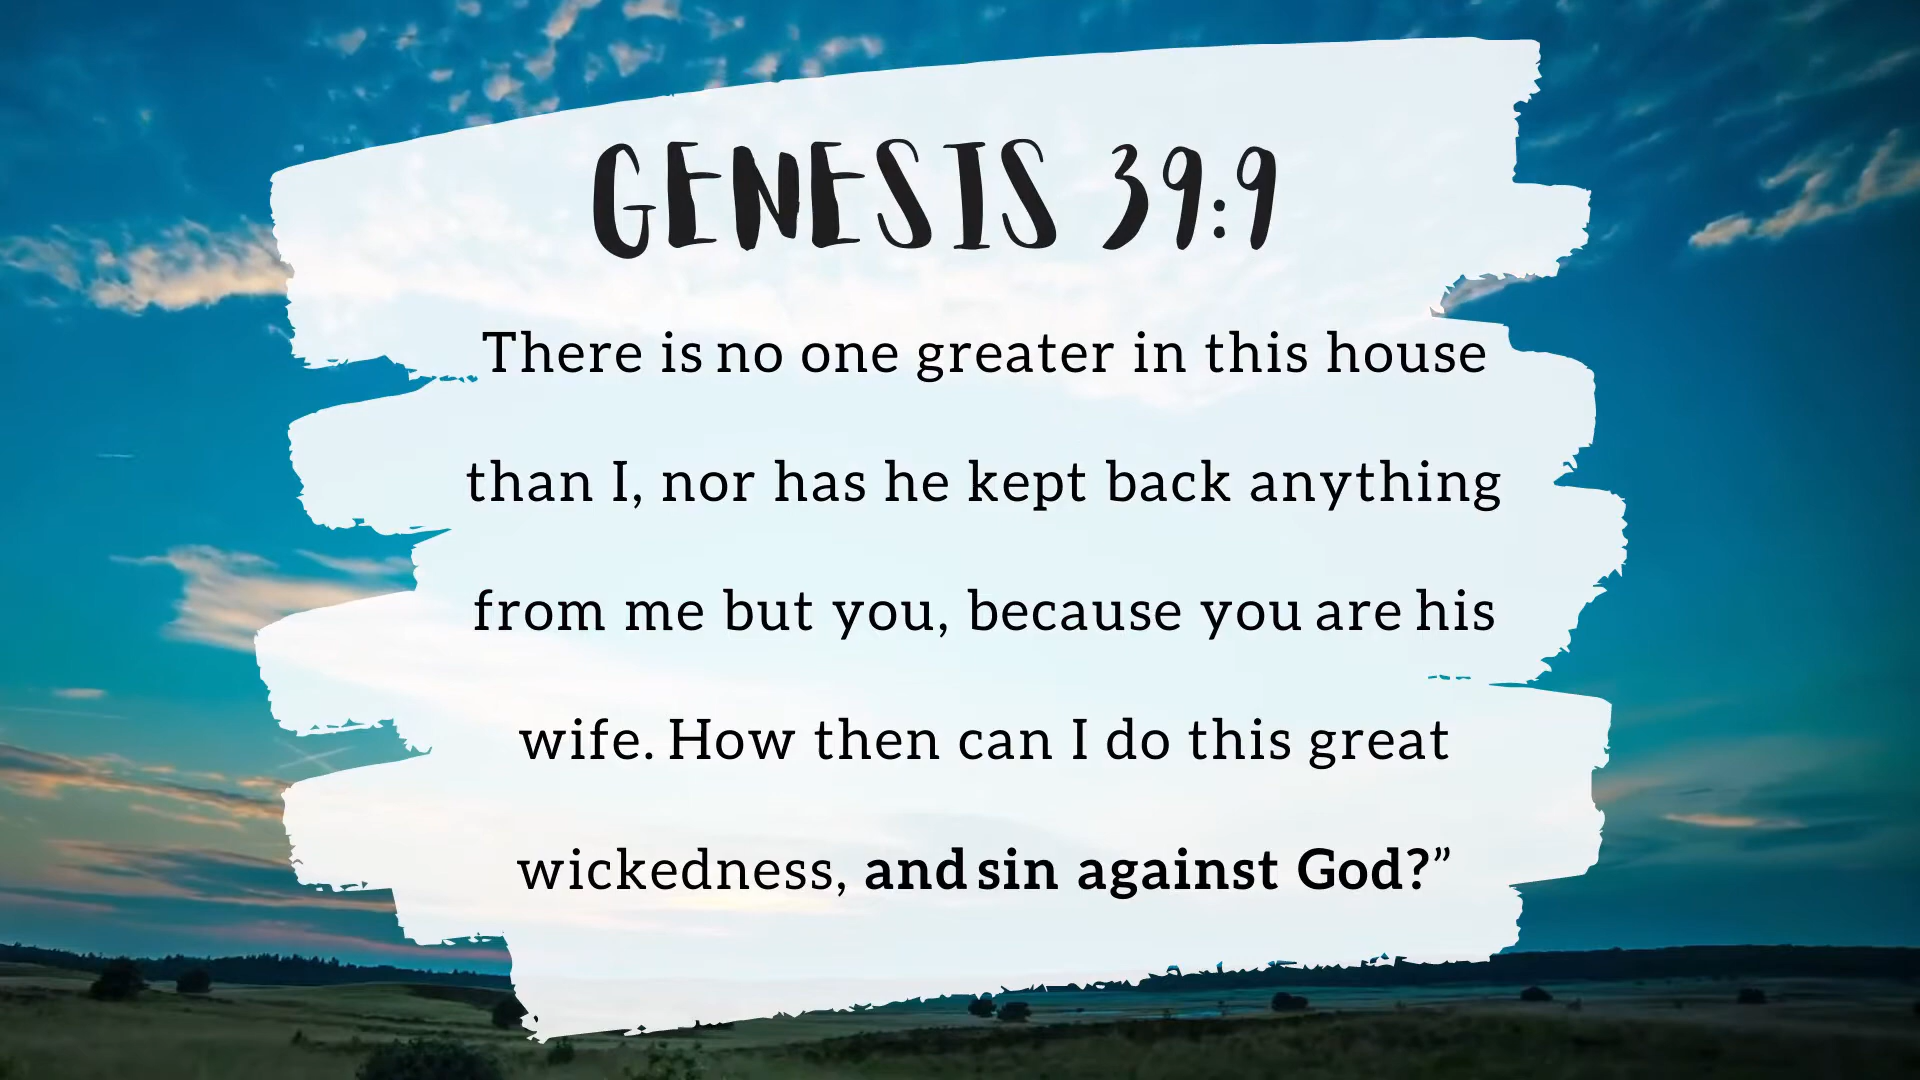 GENESIS 39:9
There is no one greater in this house
than I, nor has he kept back anything
from me but you, because you are his
wife. How then can I do this great
wickedness, and sin against God?”